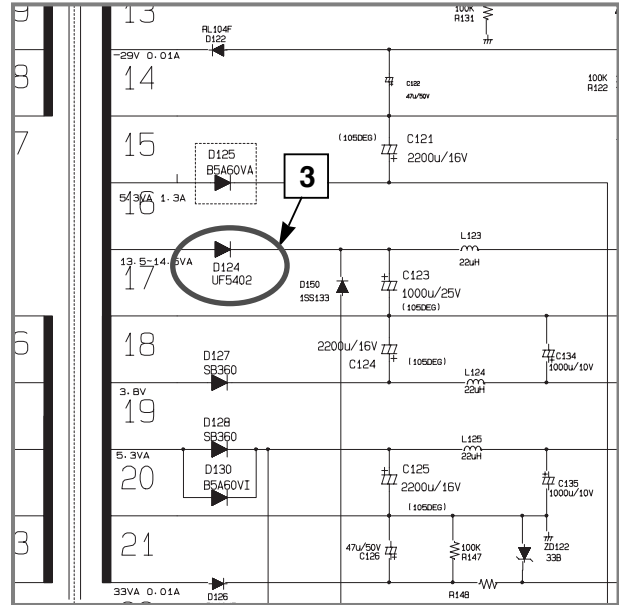 13
100K
R131
RL104F
D122
-29V 0.01A
8
14
C122
47u/50V
100K
R122
7
15
(105DEG)
C121
2200u/16V
D125
B5A60VA
3
5.3VA 1.3A
16
L123
22uH
13.5~14.5VA
D124
UF5402
17
D150
1SS133
C123
1000u/25V
(105DEG)
6
18
2200u/16V
C124
(105DEG)
C134
1000u/10V
D127
SB360
L124
22uH
3.8V
19
D128
SB360
L125
22uH
5.3VA
D130
B5A60VI
20
C125
2200u/16V
(105DEG)
C135
1000u/10V
3
21
47u/50V
C126
100K
R147
ZD122
33B
33VA 0.01A
D126
R148